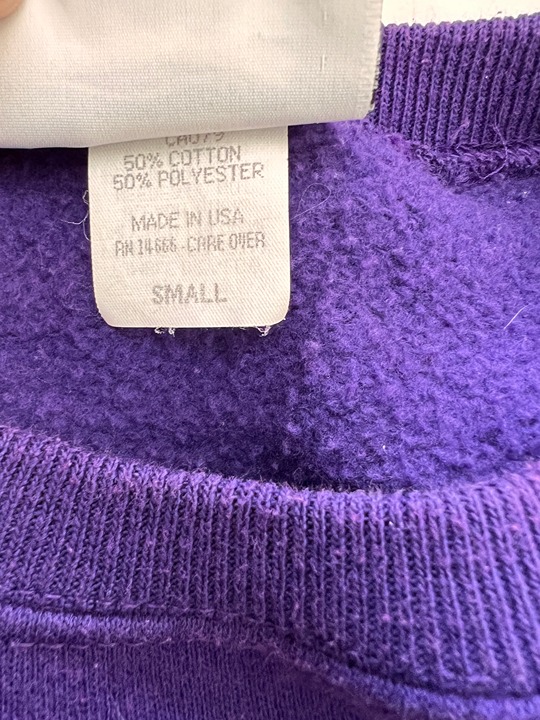 CA079
50% COTTON
50% POLYESTER
MADE IN USA
RN 14666 - CARE OVER
SMALL